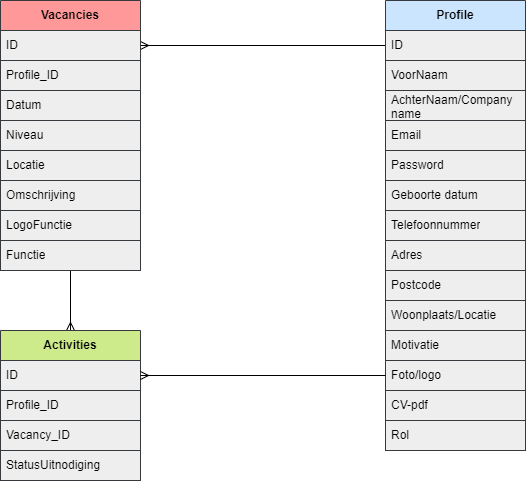 Vacancies
ID
Profile_ID
Datum
Niveau
Locatie
Omschrijving
LogoFunctie
Functie
Activities
ID
Profile_ID
Vacancy_ID
StatusUitnodiging
Profile
ID
VoorNaam
AchterNaam/Company
name
Email
Password
Geboorte datum
Telefoonnummer
Adres
Postcode
Woonplaats/Locatie
Motivatie
Foto/logo
CV-pdf
Rol